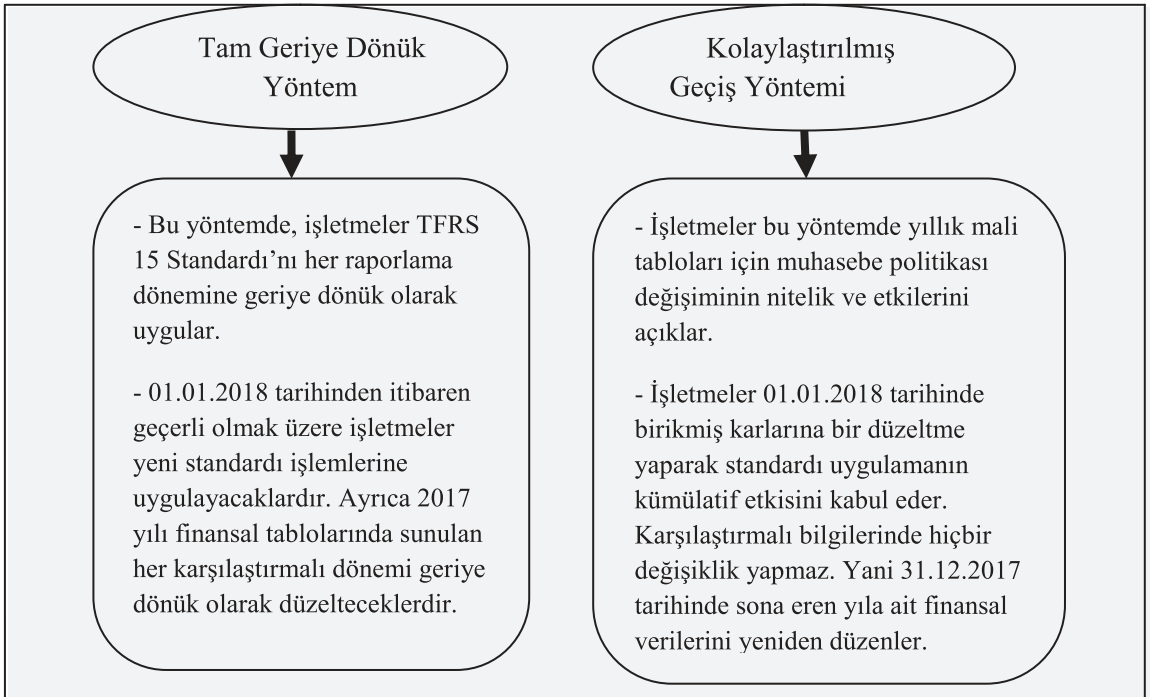 Tam Geriye Dönük
Yöntem
- Bu yöntemde, işletmeler TFRS
15 Standardı’nı her raporlama
dönemine geriye dönük olarak
uygular.
- 01.01.2018 tarihinden itibaren
geçerli olmak üzere işletmeler
yeni standardı işlemlerine
uygulayacaklardır. Ayrıca 2017
yılı finansal tablolarında sunulan
her karşılaştırmalı dönemi geriye
dönük olarak düzelteceklerdir.
Kolaylaştırılmış
Geçiş Yöntemi
- İşletmeler bu yöntemde yıllık mali
tabloları için muhasebe politikası
değişiminin nitelik ve etkilerini
açıklar.
- İşletmeler 01.01.2018 tarihinde
birikmiş karlarına bir düzeltme
yaparak standardı uygulamanın
kümülatif etkisini kabul eder.
Karşılaştırmalı bilgilerinde hiçbir
değişiklik yapmaz. Yani 31.12.2017
tarihinde sona eren yıla ait finansal
verilerini yeniden düzenler.